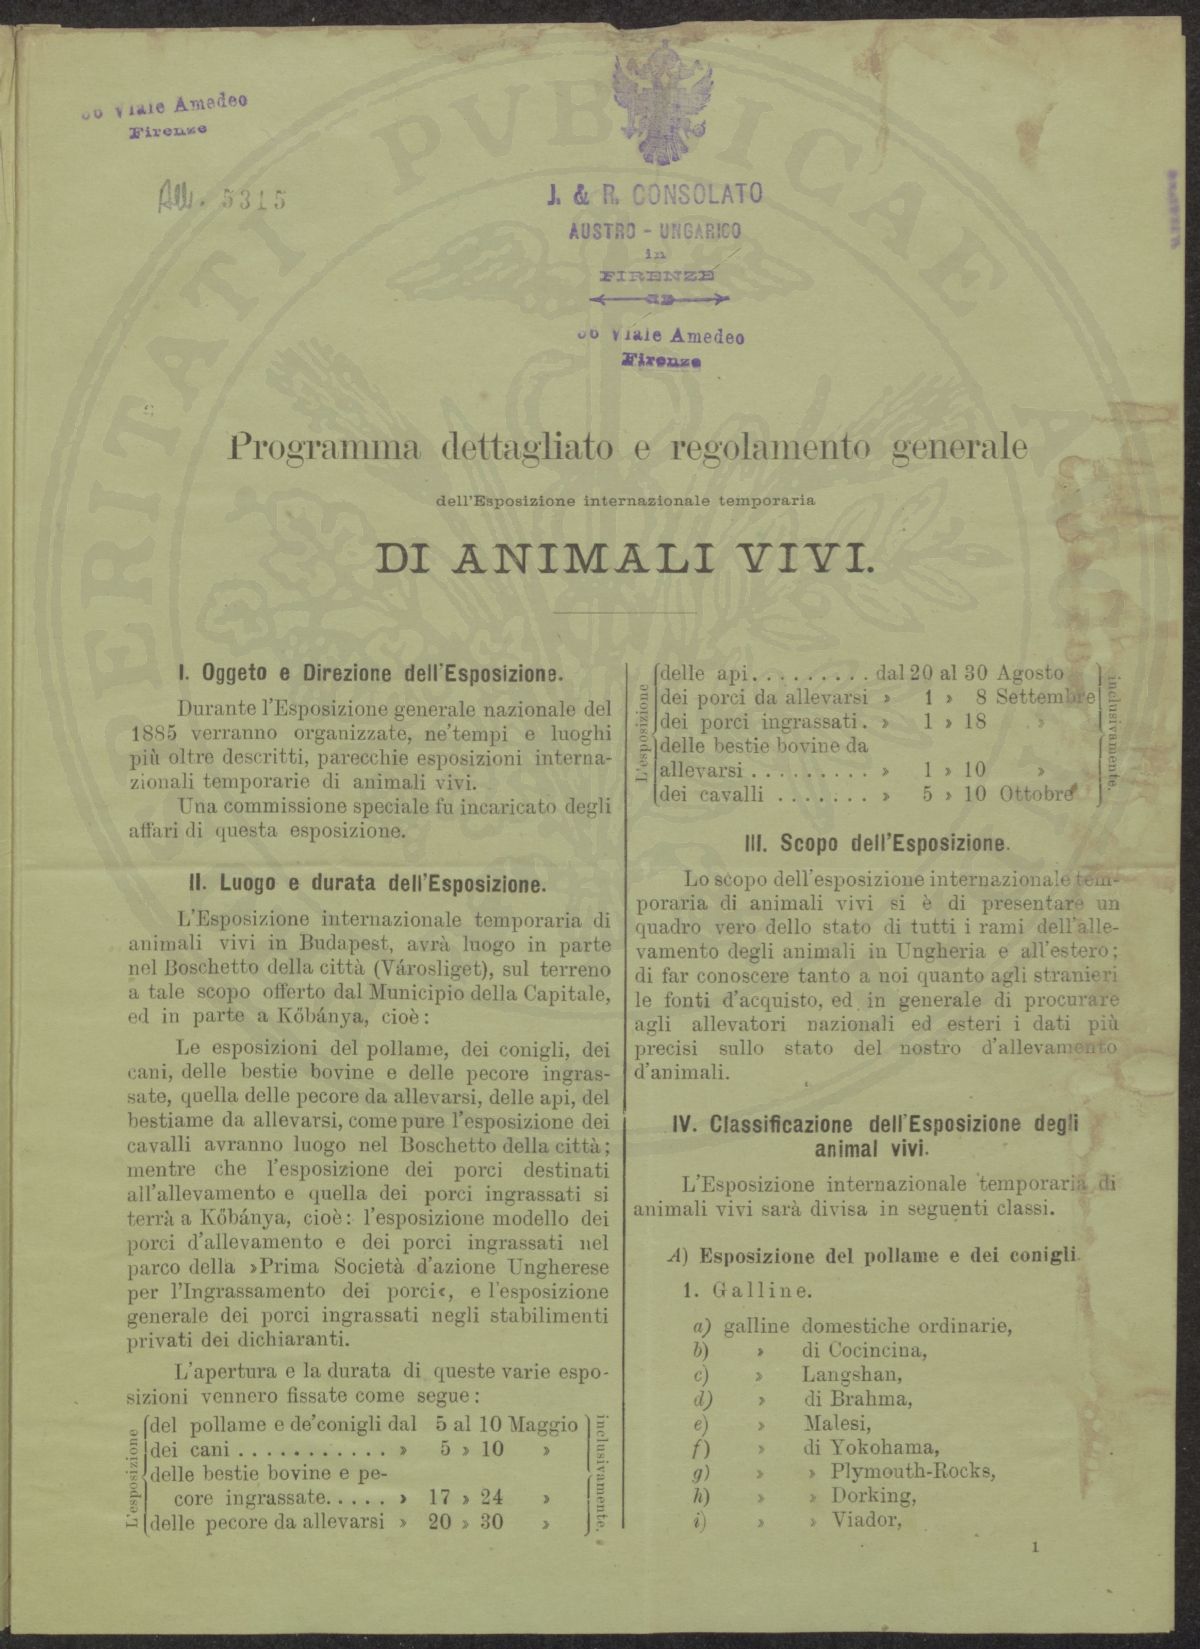 Viale Amedeo
Firenze
5315
PUBLICAE
J. & R. CONSOLATO
AUSTRO - UNGARICO
in
FIRENZE
Viale Amedeo
Firenze
Programma dettagliato e regolamento generale
dell'Esposizione internazionale temporaria
DI ANIMALI VIVI.
I. Oggeto e Direzione dell'Esposizione.
Durante l'Esposizione generale nazionale del
1885 verranno organizzate, ne'tempi e luoghi
più oltre descritti, parecchie esposizioni interna-
zionali temporarie di animali vivi.
Una commissione speciale fu incaricato degli
affari di questa esposizione.
II. Luogo e durata dell'Esposizione.
L'Esposizione internazionale temporaria di
animali vivi in Budapest, avrà luogo in parte
nel Boschetto della città (Városliget), sul terreno
a tale scopo offerto dal Municipio della Capitale,
ed in parte a Kőbánya, cioè:
Le esposizioni del pollame, dei conigli, dei
cani, delle bestie bovine e delle pecore ingras-
sate, quella delle pecore da allevarsi, delle api, del
bestiame da allevarsi, come pure l'esposizione dei
cavalli avranno luogo nel Boschetto della città;
mentre che l'esposizione dei porci destinati
all'allevamento e quella dei porci ingrassati si
terrà a Kőbánya, cioè: l'esposizione modello dei
porci d'allevamento e dei porci ingrassati nel
parco della »Prima Società d'azione Ungherese
per l'Ingrassamento dei porci«, e l'esposizione
generale dei porci ingrassati negli stabilimenti
privati dei dichiaranti.
L'apertura e la durata di queste varie espo-
sizioni vennero fissate come segue:
L'esposizione
del pollame e de'conigli dal 5 al 10 Maggio
dei cani . . . . . . . . . . . . » 5 » 10 »
delle bestie bovine e pe-
core ingrassate. . . . . » 17 » 24 »
delle pecore da allevarsi » 20 » 30 »
inclusivamente.
L'esposizione
delle api. . . . . . . . . dal 20 al 30 Agosto
dei porci da allevarsi » 1 » 8 Settembre
dei porci ingrassati. » 1 » 18 »
delle bestie bovine da
allevarsi . . . . . . . . . » 1 » 10 »
dei cavalli . . . . . . . » 5 » 10 Ottobre
inclusivamente.
III. Scopo dell'Esposizione.
Lo scopo dell'esposizione internazionale tem-
poraria di animali vivi si è di presentare un
quadro vero dello stato di tutti i rami dell'alle-
vamento degli animali in Ungheria e all'estero;
di far conoscere tanto a noi quanto agli stranieri
le fonti d'acquisto, ed in generale di procurare
agli allevatori nazionali ed esteri i dati più
precisi sullo stato del nostro d'allevamento
d'animali.
IV. Classificazione dell'Esposizione degli
animal vivi.
L'Esposizione internazionale temporaria di
animali vivi sarà divisa in seguenti classi.
A) Esposizione del pollame e dei conigli
1. Galline.
a) galline domestiche ordinarie,
b) » di Cocincina,
c) » Langshan,
d) » di Brahma,
e) » Malesi,
f) » di Yokohama,
g) » » Plymouth-Rocks,
h) » » Dorking,
i) » » Viador,
1